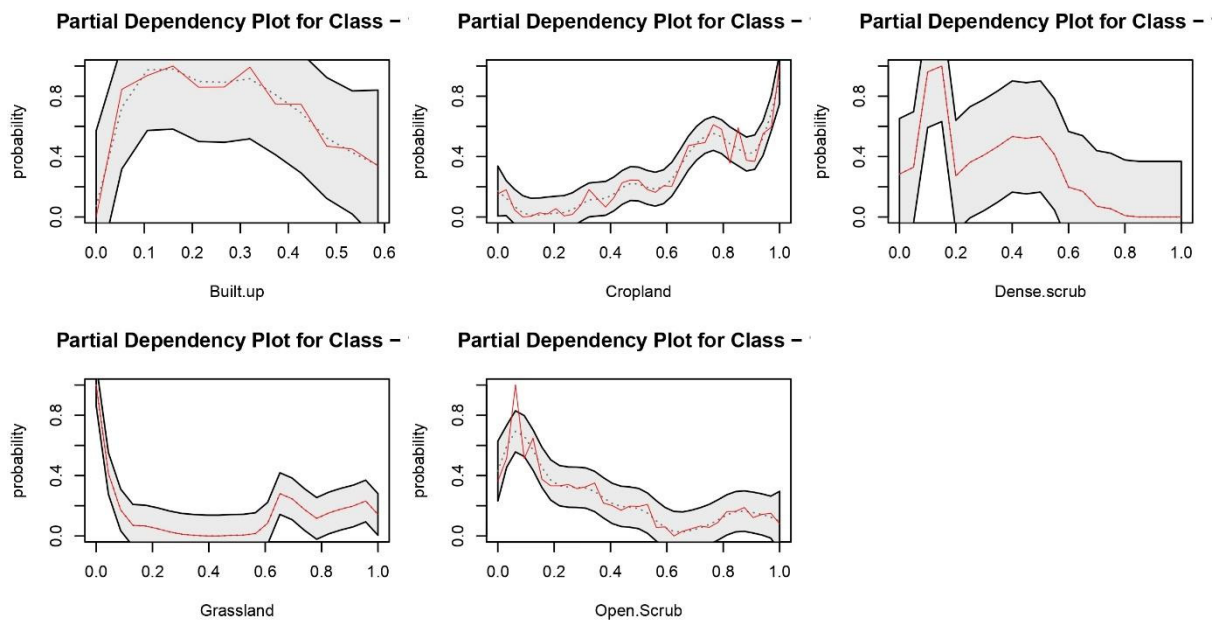 Partial Dependency Plot for Class −
probability
0.8
0.4
0.0
0.0 0.1 0.2 0.3 0.4 0.5 0.6
Built.up
Partial Dependency Plot for Class −
probability
0.8
0.4
0.0
0.0 0.2 0.4 0.6 0.8 1.0
Cropland
Partial Dependency Plot for Class −
probability
0.8
0.4
0.0
0.0 0.2 0.4 0.6 0.8 1.0
Dense.scrub
Partial Dependency Plot for Class −
probability
0.8
0.4
0.0
0.0 0.2 0.4 0.6 0.8 1.0
Grassland
Partial Dependency Plot for Class −
probability
0.8
0.4
0.0
0.0 0.2 0.4 0.6 0.8 1.0
Open.Scrub